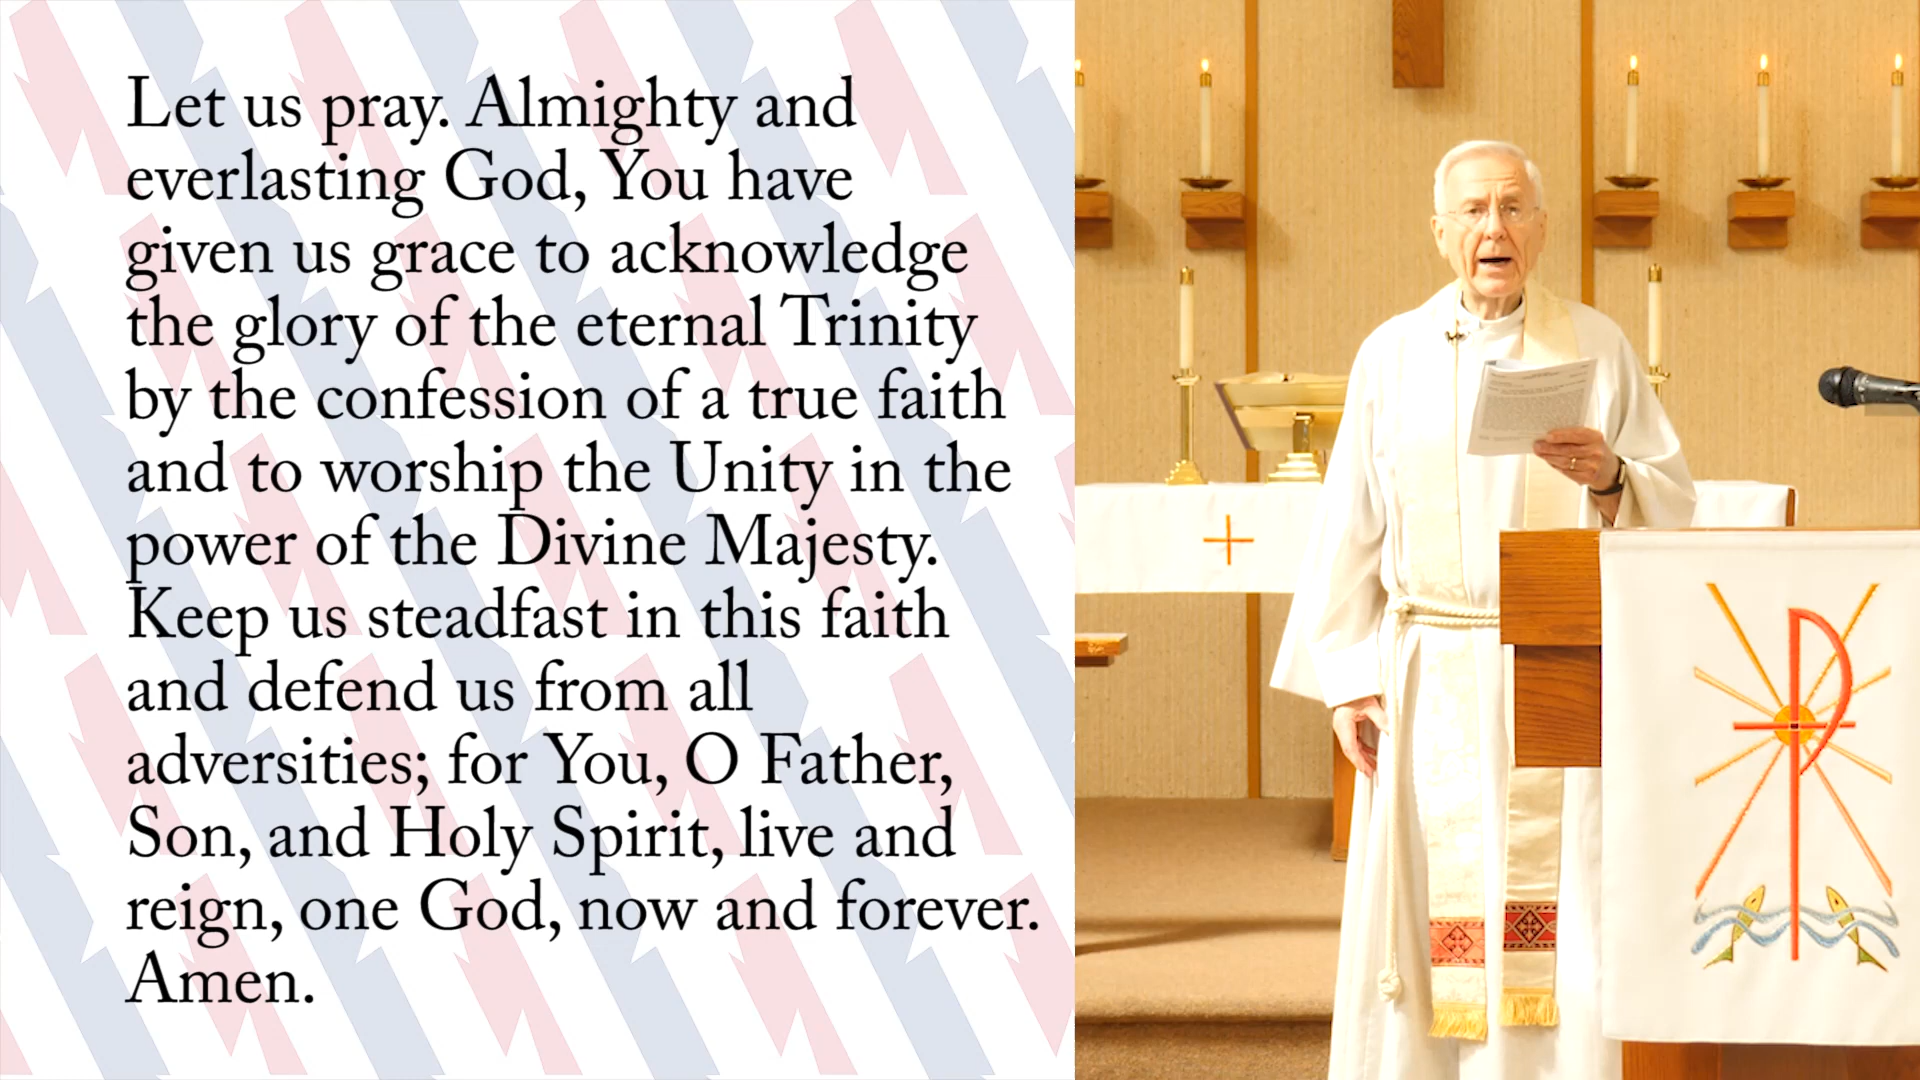 Let us pray. Almighty and
everlasting God, You have
given us grace to acknowledge
the glory of the eternal Trinity
by the confession of a true faith
and to worship the Unity in the
power of the Divine Majesty.
Keep us steadfast in this faith
and defend us from all
adversities; for You, O Father,
Son, and Holy Spirit, live and
reign, one God, now and forever.
Amen.